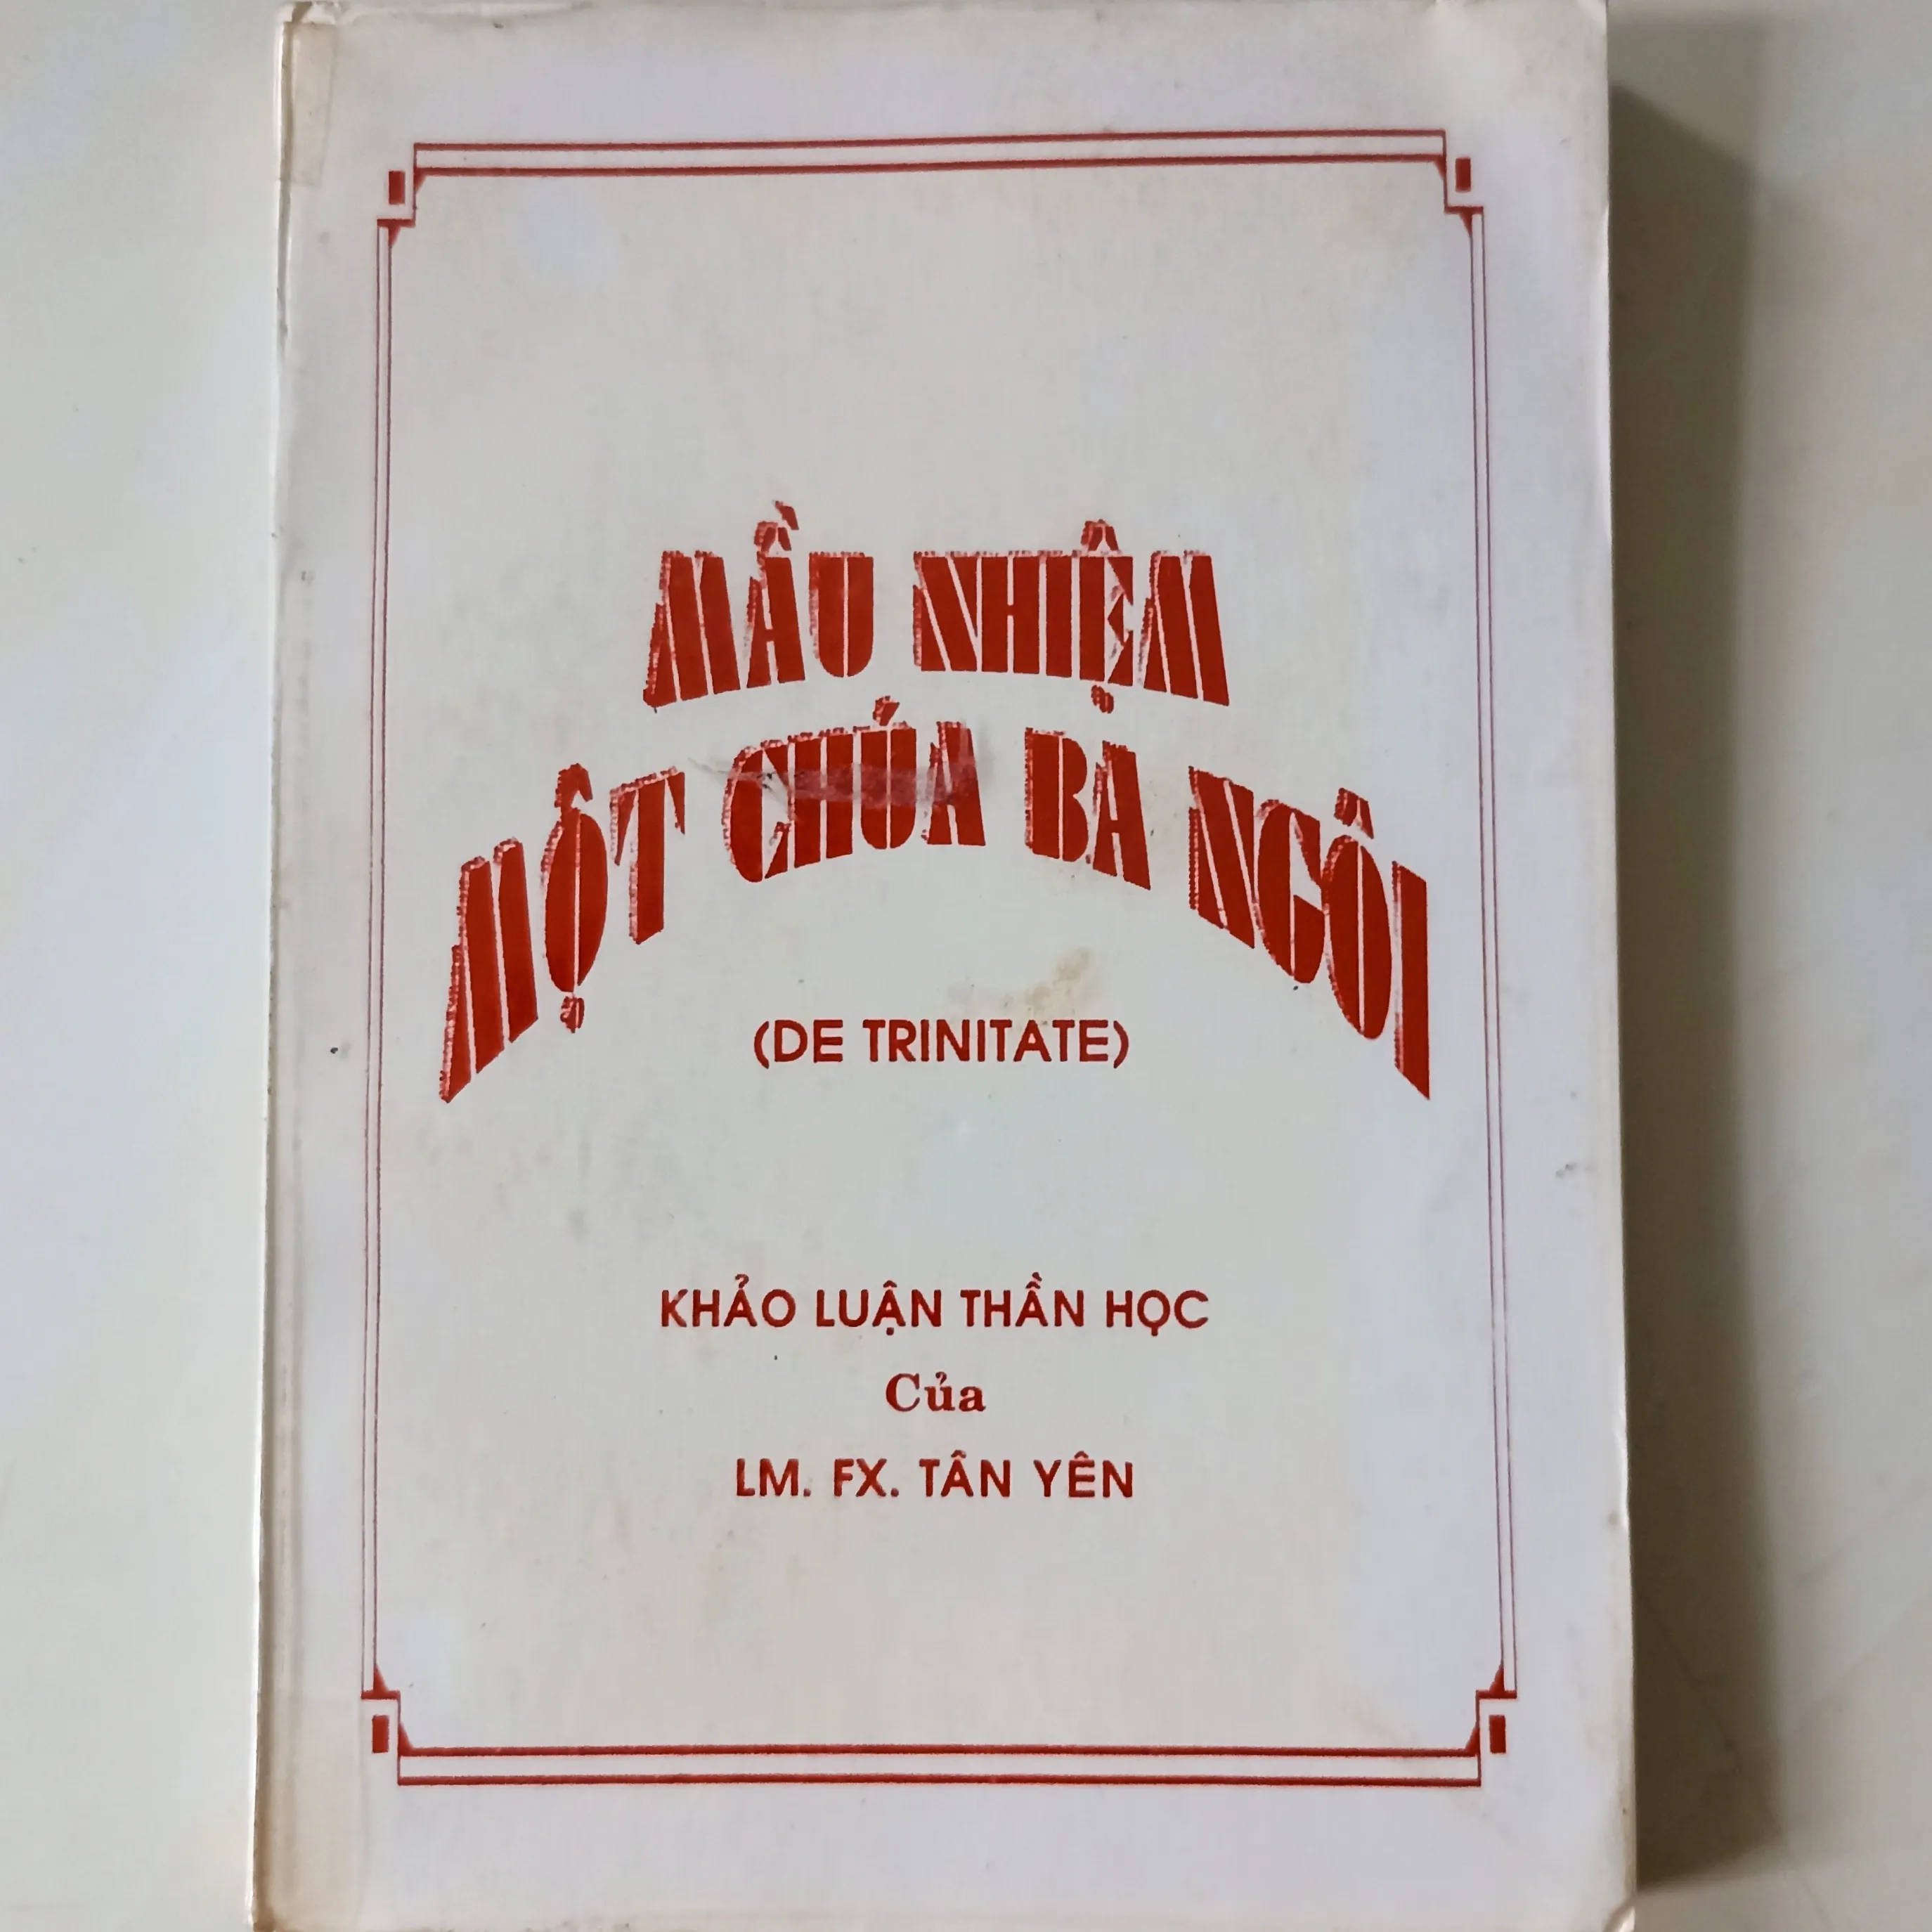 MẦU NHIỆM
MỘT CHÚA BA NGÔI
(DE TRINITATE)
KHẢO LUẬN THẦN HỌC
Của
LM. FX. TÂN YÊN